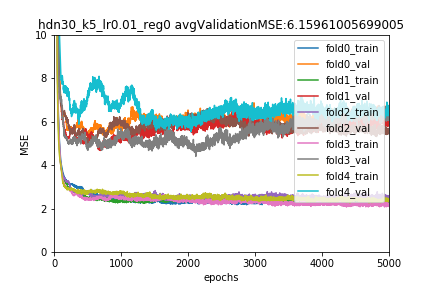 hdn30_k5_lr0.01_reg0 avgValidationMSE:6.15961005699005
10
8
6
4
2
0
MSE
0
1000
2000
3000
4000
5000
epochs
fold0_train
fold0_val
fold1_train
fold1_val
fold2_train
fold2_val
fold3_train
fold3_val
fold4_train
fold4_val